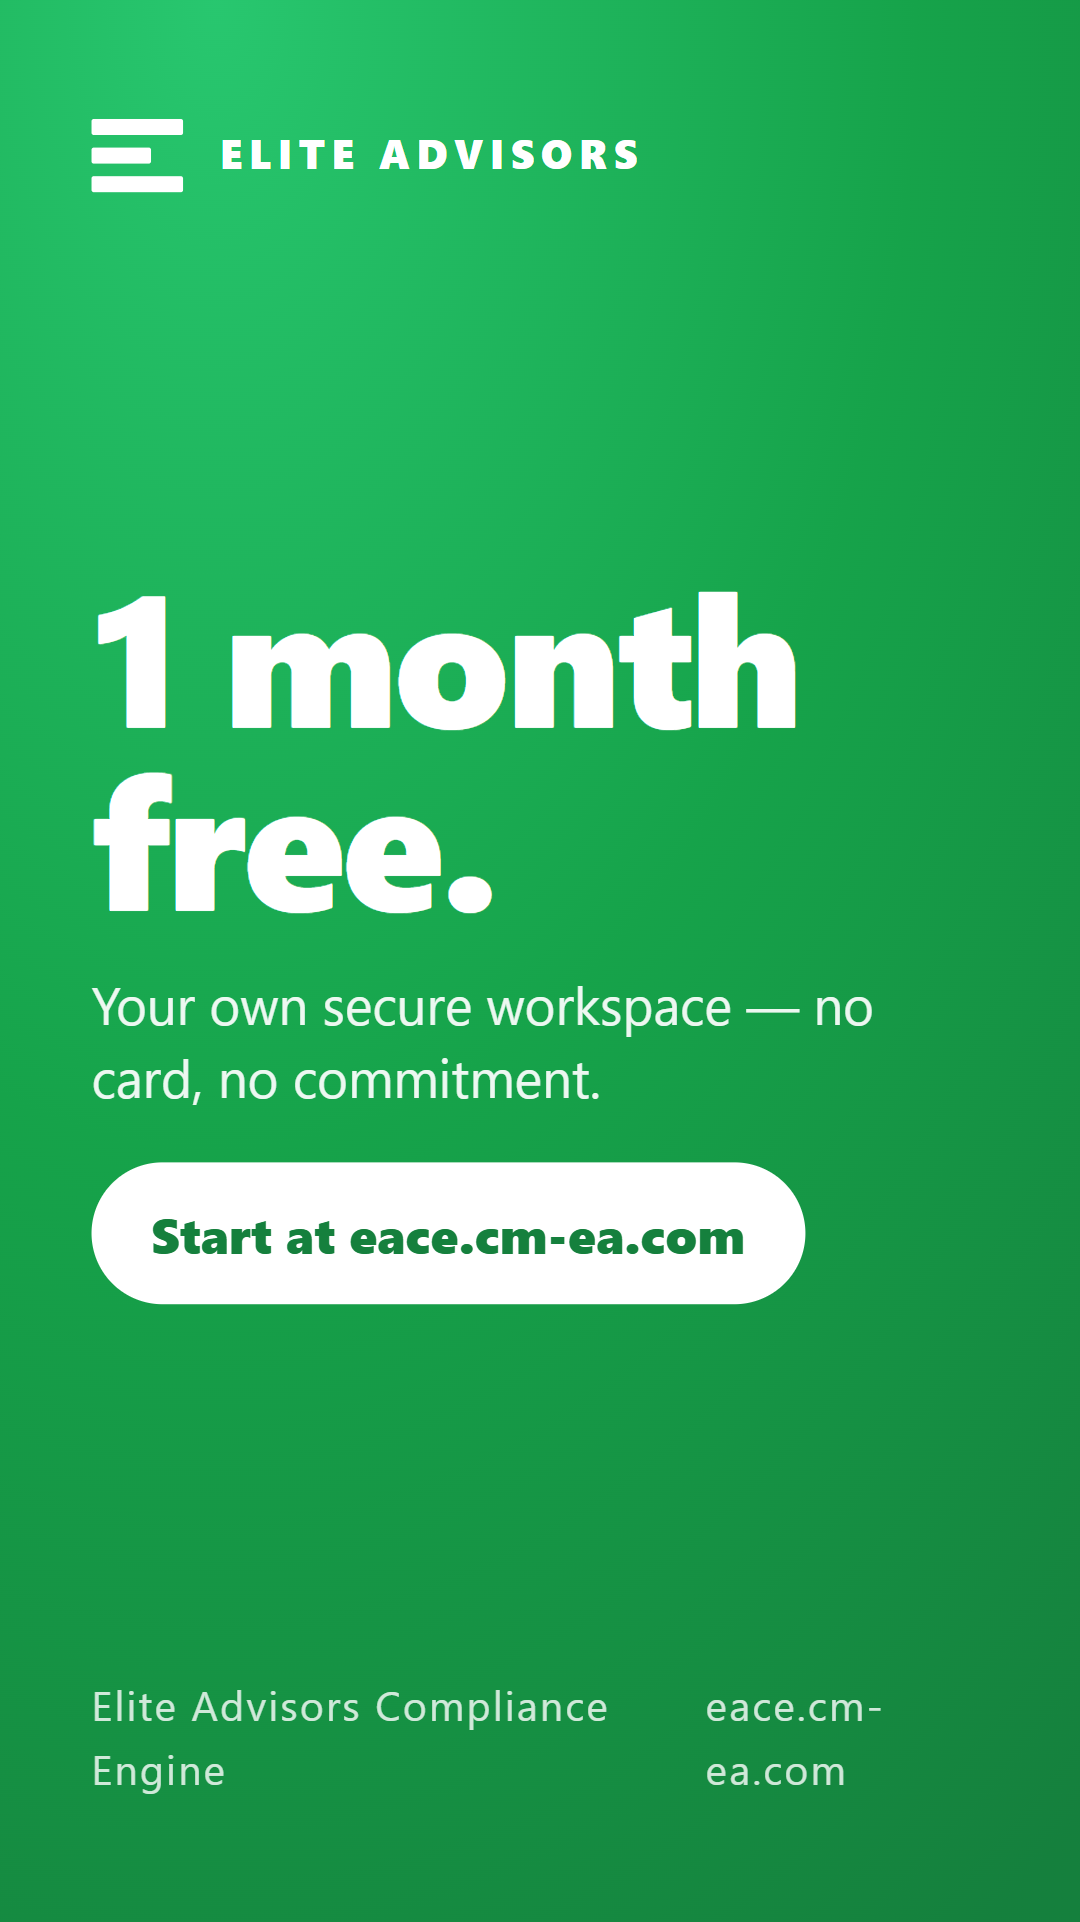 ELITE ADVISORS
1 month
free.
Your own secure workspace — no
card, no commitment.
Start at eace.cm-ea.com
Elite Advisors Compliance
Engine
eace.cm-
ea.com